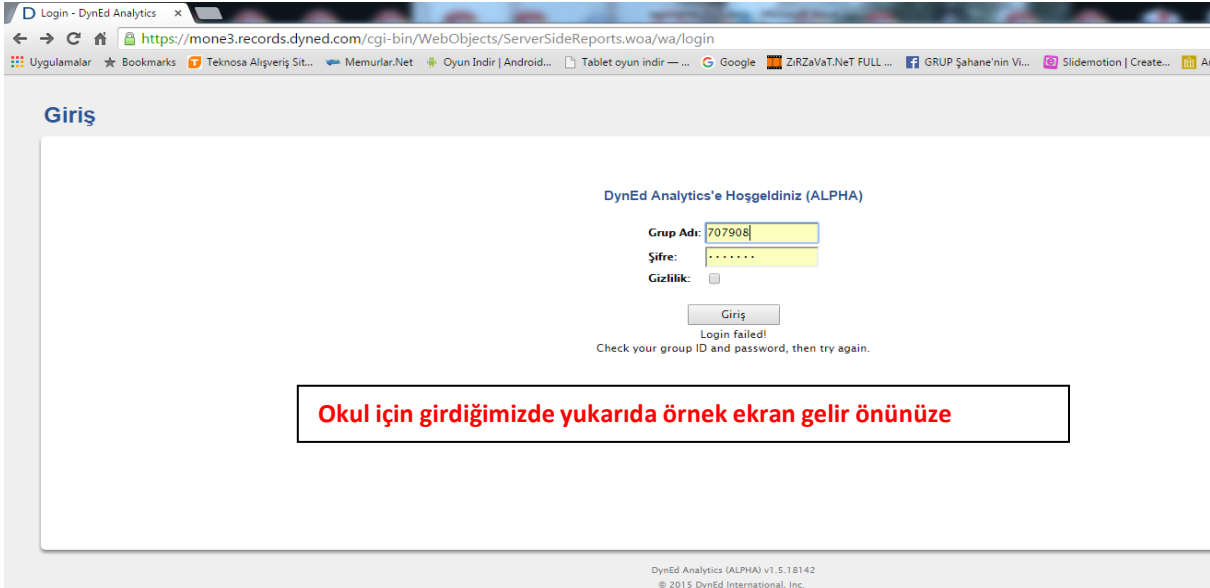 Login - DynEd Analytics
https://mone3.records.dyned.com/cgi-bin/WebObjects/ServerSideReports.woa/wa/login
Uygulamalar Bookmarks Teknosa Alışveriş Sit... Memurlar.Net Oyun Indir | Android... Tablet oyun indir — ... Google ZiRZaVaT.NeT FULL ... GRUP Şahane'nin Vi... Slidemotion | Create...
Giriş
DynEd Analytics'e Hoşgeldiniz (ALPHA)
Grup Adı: 707908
Şifre: ·······
Gizlilik:
Giriş
Login failed!
Check your group ID and password, then try again.
Okul için girdiğimizde yukarıda örnek ekran gelir önünüze
DynEd Analytics (ALPHA) v1.5.18142
© 2015 DynEd International, Inc.